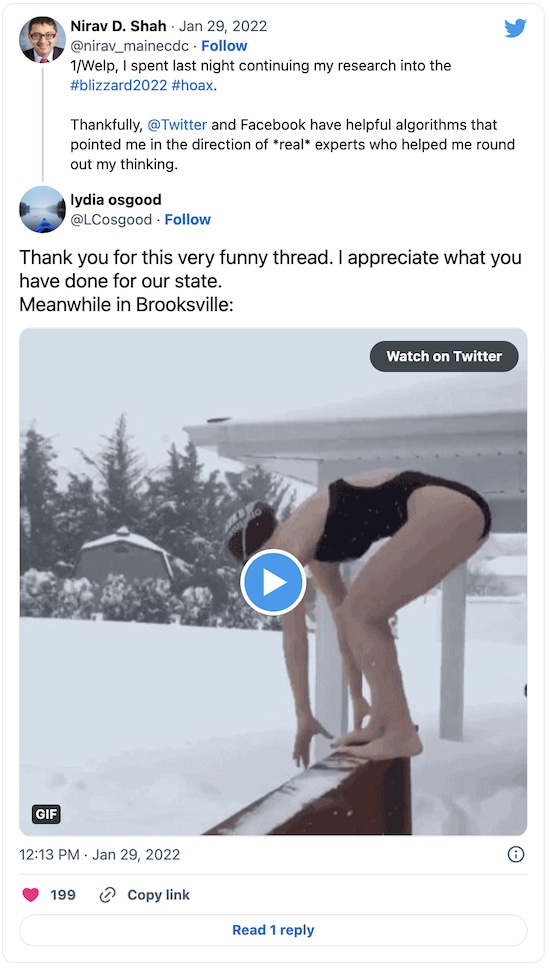 Nirav D. Shah · Jan 29, 2022
@nirav_mainecdc · Follow
1/Welp, I spent last night continuing my research into the
#blizzard2022 #hoax.
Thankfully, @Twitter and Facebook have helpful algorithms that
pointed me in the direction of *real* experts who helped me round
out my thinking.
lydia osgood
@LCosgood · Follow
Thank you for this very funny thread. I appreciate what you
have done for our state.
Meanwhile in Brooksville:
Watch on Twitter
GIF
12:13 PM · Jan 29, 2022
199 Copy link
Read 1 reply